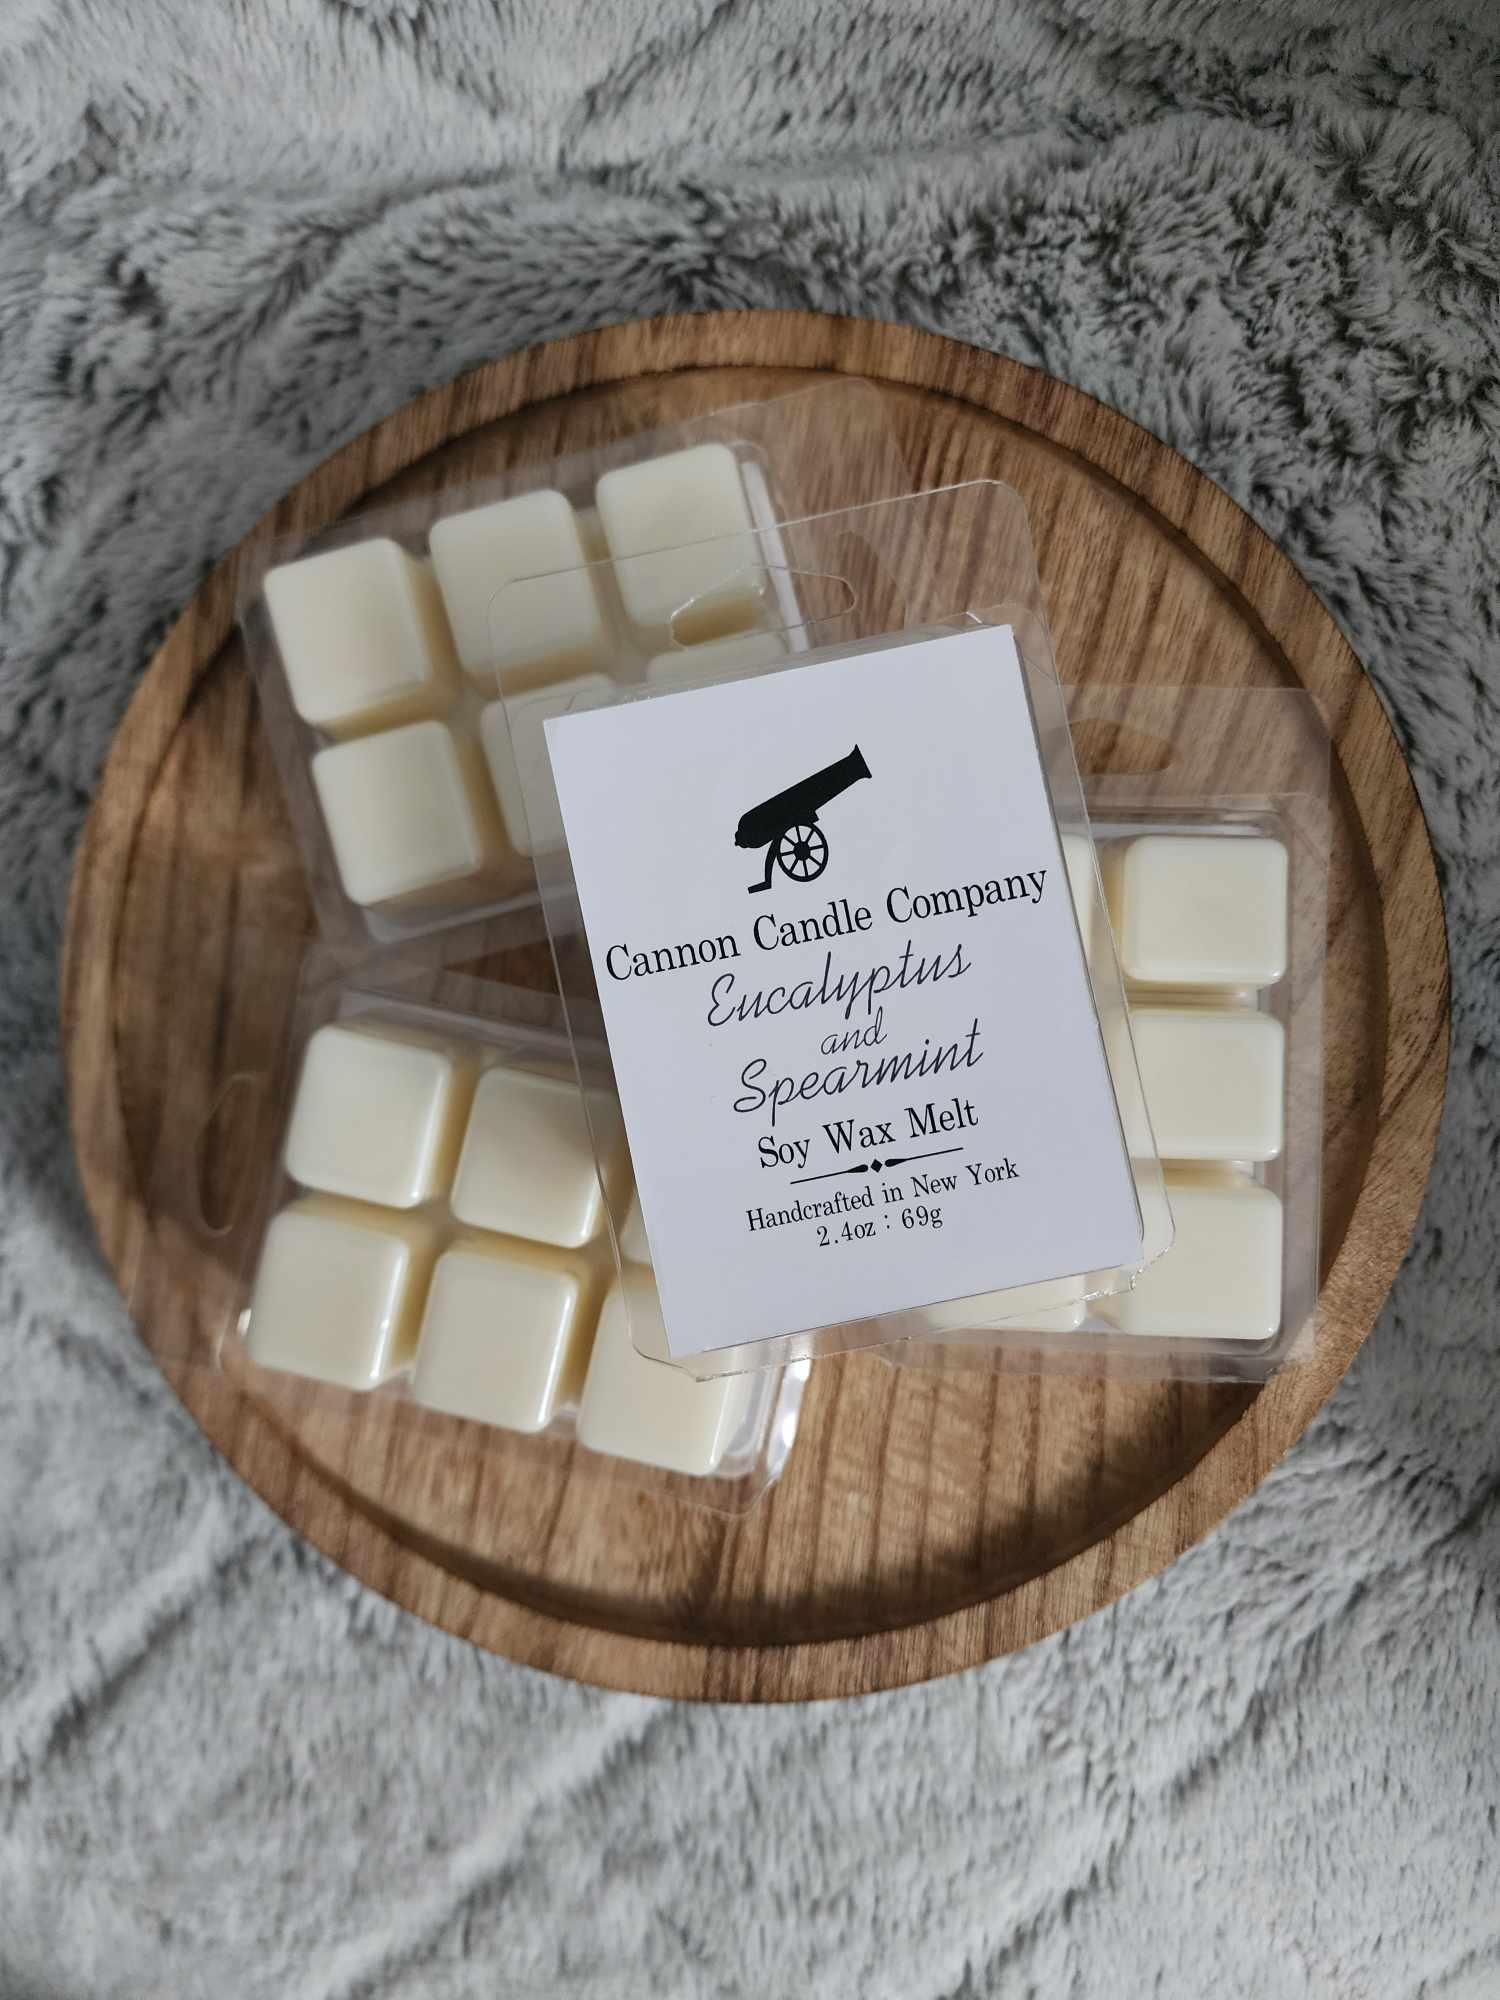 Cannon Candle Company
Eucalyptus
and
Spearmint
Soy Wax Melt
Handcrafted in New York
2.4oz : 69g